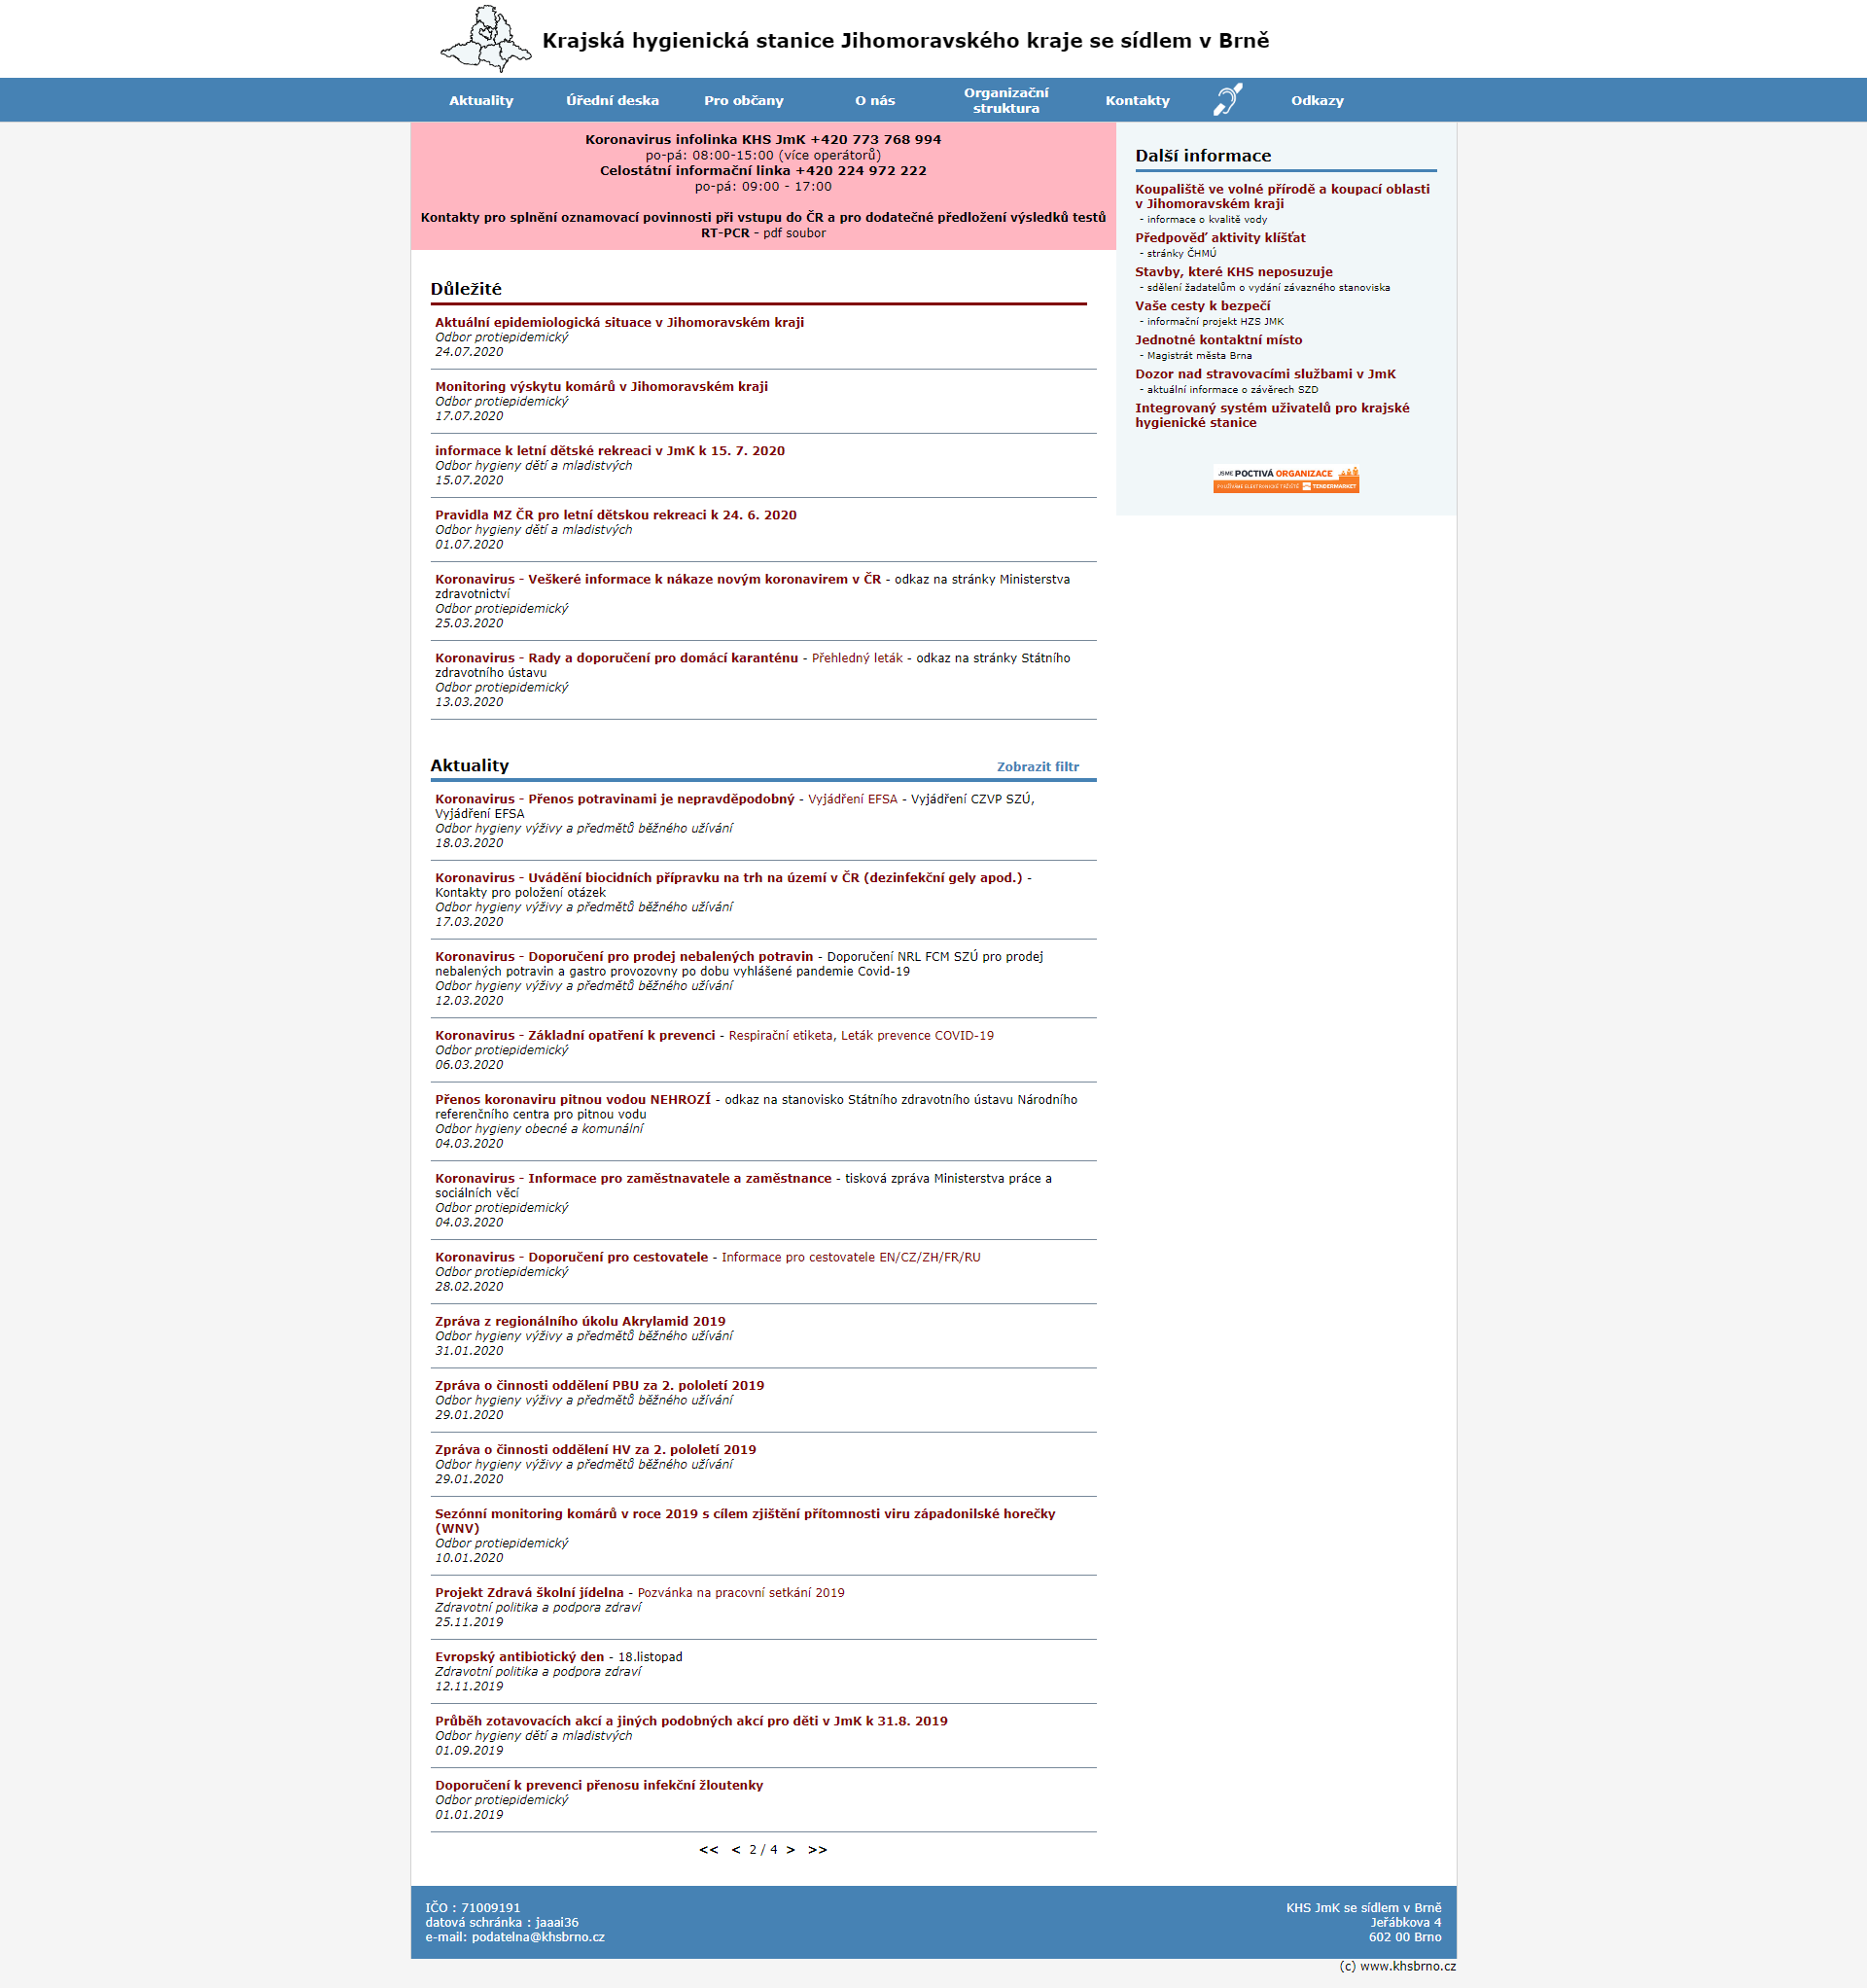 Krajská hygienická stanice Jihomoravského kraje se sídlem v Brně
Aktuality
Úřední deska
Pro občany
O nás
Organizační
struktura
Kontakty
Odkazy
Koronavirus infolinka KHS JmK +420 773 768 994
po-pá: 08:00-15:00 (více operátorů)
Celostátní informační linka +420 224 972 222
po-pá: 09:00 - 17:00
Kontakty pro splnění oznamovací povinnosti při vstupu do ČR a pro dodatečné předložení výsledků testů
RT-PCR - pdf soubor
Důležité
Aktuální epidemiologická situace v Jihomoravském kraji
Odbor protiepidemický
24.07.2020
Monitoring výskytu komárů v Jihomoravském kraji
Odbor protiepidemický
17.07.2020
informace k letní dětské rekreaci v JmK k 15. 7. 2020
Odbor hygieny dětí a mladistvých
15.07.2020
Pravidla MZ ČR pro letní dětskou rekreaci k 24. 6. 2020
Odbor hygieny dětí a mladistvých
01.07.2020
Koronavirus - Veškeré informace k nákaze novým koronavirem v ČR - odkaz na stránky Ministerstva
zdravotnictví
Odbor protiepidemický
25.03.2020
Koronavirus - Rady a doporučení pro domácí karanténu - Přehledný leták - odkaz na stránky Státního
zdravotního ústavu
Odbor protiepidemický
13.03.2020
Aktuality
Zobrazit filtr
Koronavirus - Přenos potravinami je nepravděpodobný - Vyjádření EFSA - Vyjádření CZVP SZÚ,
Vyjádření EFSA
Odbor hygieny výživy a předmětů běžného užívání
18.03.2020
Koronavirus - Uvádění biocidních přípravku na trh na území v ČR (dezinfekční gely apod.) -
Kontakty pro položení otázek
Odbor hygieny výživy a předmětů běžného užívání
17.03.2020
Koronavirus - Doporučení pro prodej nebalených potravin - Doporučení NRL FCM SZÚ pro prodej
nebalených potravin a gastro provozovny po dobu vyhlášené pandemie Covid-19
Odbor hygieny výživy a předmětů běžného užívání
12.03.2020
Koronavirus - Základní opatření k prevenci - Respirační etiketa, Leták prevence COVID-19
Odbor protiepidemický
06.03.2020
Přenos koronaviru pitnou vodou NEHROZÍ - odkaz na stanovisko Státního zdravotního ústavu Národního
referenčního centra pro pitnou vodu
Odbor hygieny obecné a komunální
04.03.2020
Koronavirus - Informace pro zaměstnavatele a zaměstnance - tisková zpráva Ministerstva práce a
sociálních věcí
Odbor protiepidemický
04.03.2020
Koronavirus - Doporučení pro cestovatele - Informace pro cestovatele EN/CZ/ZH/FR/RU
Odbor protiepidemický
28.02.2020
Zpráva z regionálního úkolu Akrylamid 2019
Odbor hygieny výživy a předmětů běžného užívání
31.01.2020
Zpráva o činnosti oddělení PBU za 2. pololetí 2019
Odbor hygieny výživy a předmětů běžného užívání
29.01.2020
Zpráva o činnosti oddělení HV za 2. pololetí 2019
Odbor hygieny výživy a předmětů běžného užívání
29.01.2020
Sezónní monitoring komárů v roce 2019 s cílem zjištění přítomnosti viru západonilské horečky
(WNV)
Odbor protiepidemický
10.01.2020
Projekt Zdravá školní jídelna - Pozvánka na pracovní setkání 2019
Zdravotní politika a podpora zdraví
25.11.2019
Evropský antibiotický den - 18.listopad
Zdravotní politika a podpora zdraví
12.11.2019
Průběh zotavovacích akcí a jiných podobných akcí pro děti v JmK k 31.8. 2019
Odbor hygieny dětí a mladistvých
01.09.2019
Doporučení k prevenci přenosu infekční žloutenky
Odbor protiepidemický
01.01.2019
<< < 2 / 4 > >>
Další informace
Koupaliště ve volné přírodě a koupací oblasti
v Jihomoravském kraji
- informace o kvalitě vody
Předpověď aktivity klíšťat
- stránky ČHMÚ
Stavby, které KHS neposuzuje
- sdělení žadatelům o vydání závazného stanoviska
Vaše cesty k bezpečí
- informační projekt HZS JMK
Jednotné kontaktní místo
- Magistrát města Brna
Dozor nad stravovacími službami v JmK
- aktuální informace o závěrech SZD
Integrovaný systém uživatelů pro krajské
hygienické stanice
JSME POCTIVÁ ORGANIZACE
POUŽÍVÁME ELEKTRONICKÉ TRŽIŠTĚ TENDERMARKET
IČO : 71009191
datová schránka : jaaai36
e-mail: podatelna@khsbrno.cz
KHS JmK se sídlem v Brně
Jeřábkova 4
602 00 Brno
(c) www.khsbrno.cz